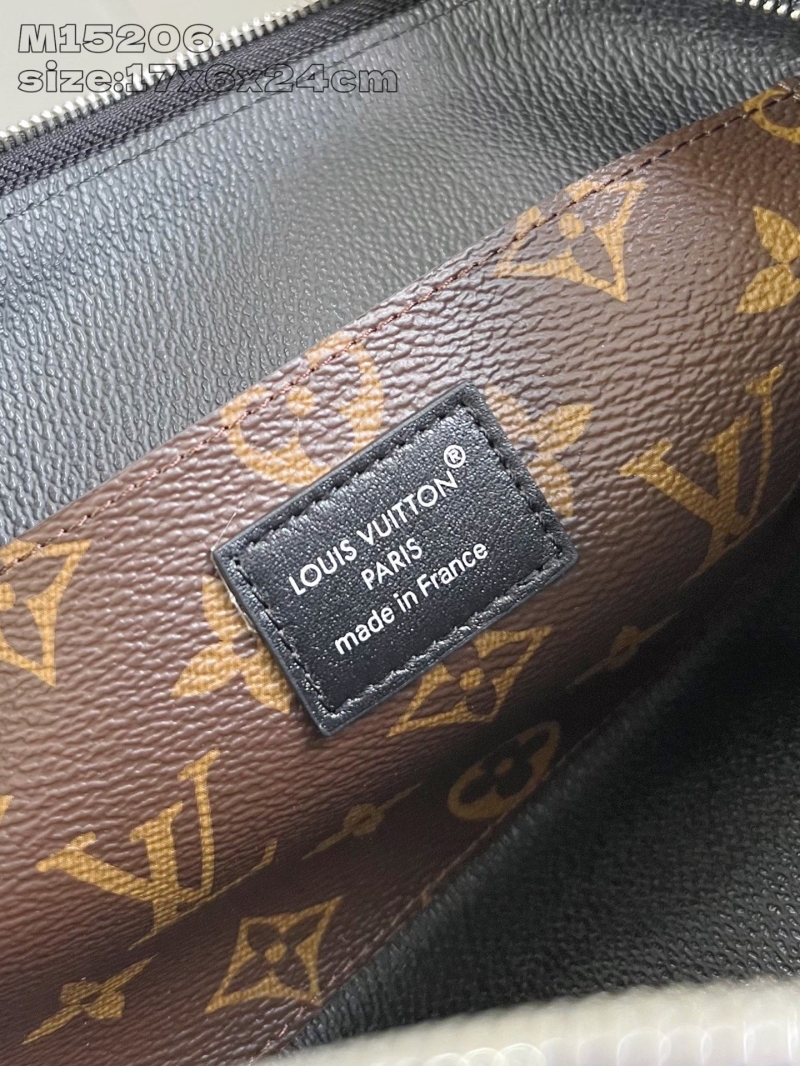 M15206
size:17x6x24cm
LOUIS VUITTON®
PARIS
made in France